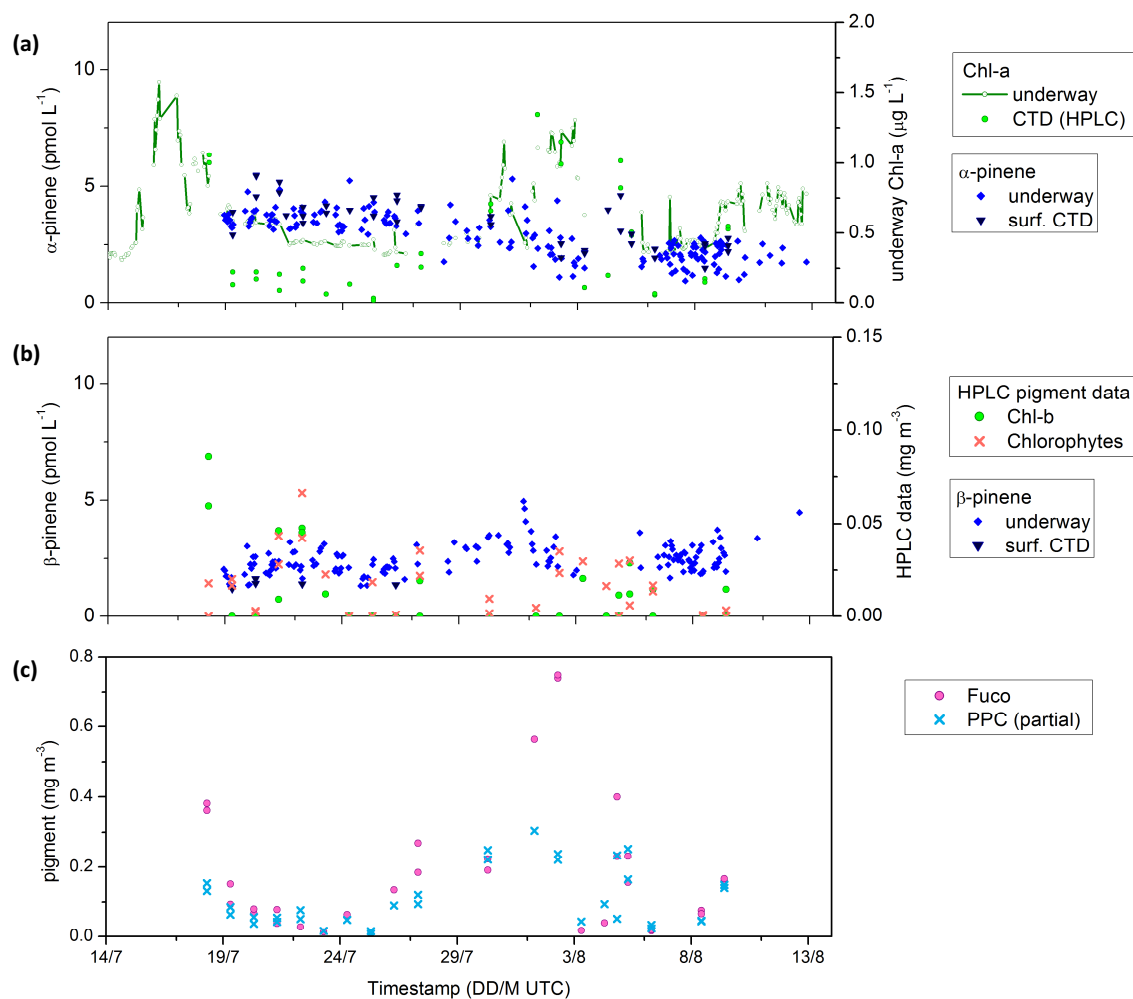 (a)
α-pinene (pmol L⁻¹)
10
5
0
2.0
1.5
1.0
0.5
0.0
underway Chl-a (μg L⁻¹)
Chl-a
underway
CTD (HPLC)
α-pinene
underway
surf. CTD
(b)
β-pinene (pmol L⁻¹)
10
5
0
0.15
0.10
0.05
0.00
HPLC data (mg m⁻³)
HPLC pigment data
Chl-b
Chlorophytes
β-pinene
underway
surf. CTD
(c)
pigment (mg m⁻³)
0.8
0.6
0.4
0.2
0.0
14/7 19/7 24/7 29/7 3/8 8/8 13/8
Timestamp (DD/M UTC)
Fuco
PPC (partial)